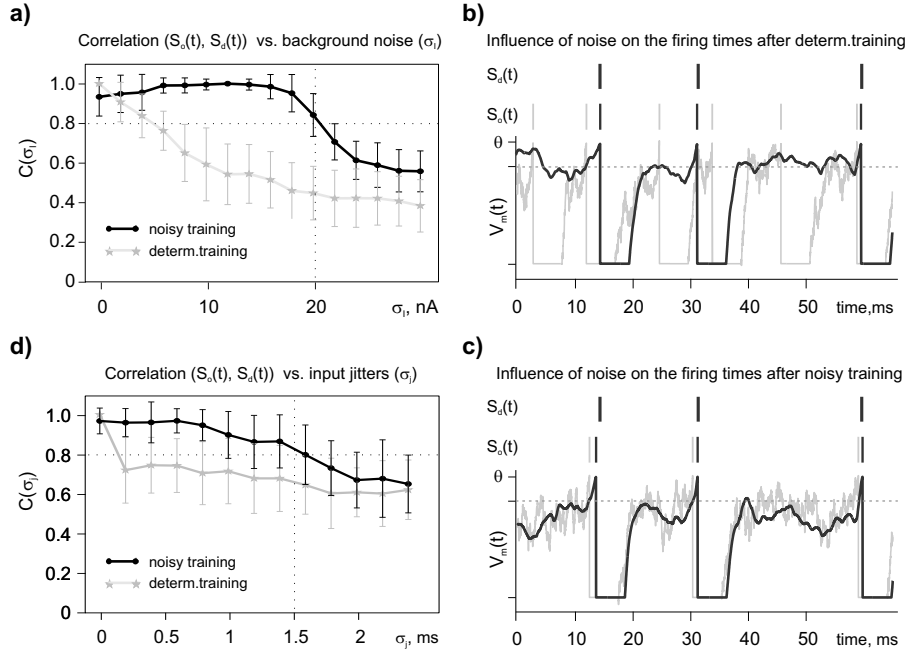 a)
Correlation (Sₒ(t), S_d(t)) vs. background noise (σ_I)
C(σ_I)
1.0
0.8
0.6
0.4
0.2
0
noisy training
determ.training
0
10
20
σ_I, nA
b)
Influence of noise on the firing times after determ.training
S_d(t)
Sₒ(t)
θ
V_m(t)
0
10
20
30
40
50
time,ms
d)
Correlation (Sₒ(t), S_d(t)) vs. input jitters (σ_j)
C(σ_j)
1.0
0.8
0.6
0.4
0.2
0
noisy training
determ.training
0
0.5
1
1.5
2
σ_j, ms
c)
Influence of noise on the firing times after noisy training
S_d(t)
Sₒ(t)
θ
V_m(t)
0
10
20
30
40
50
time, ms